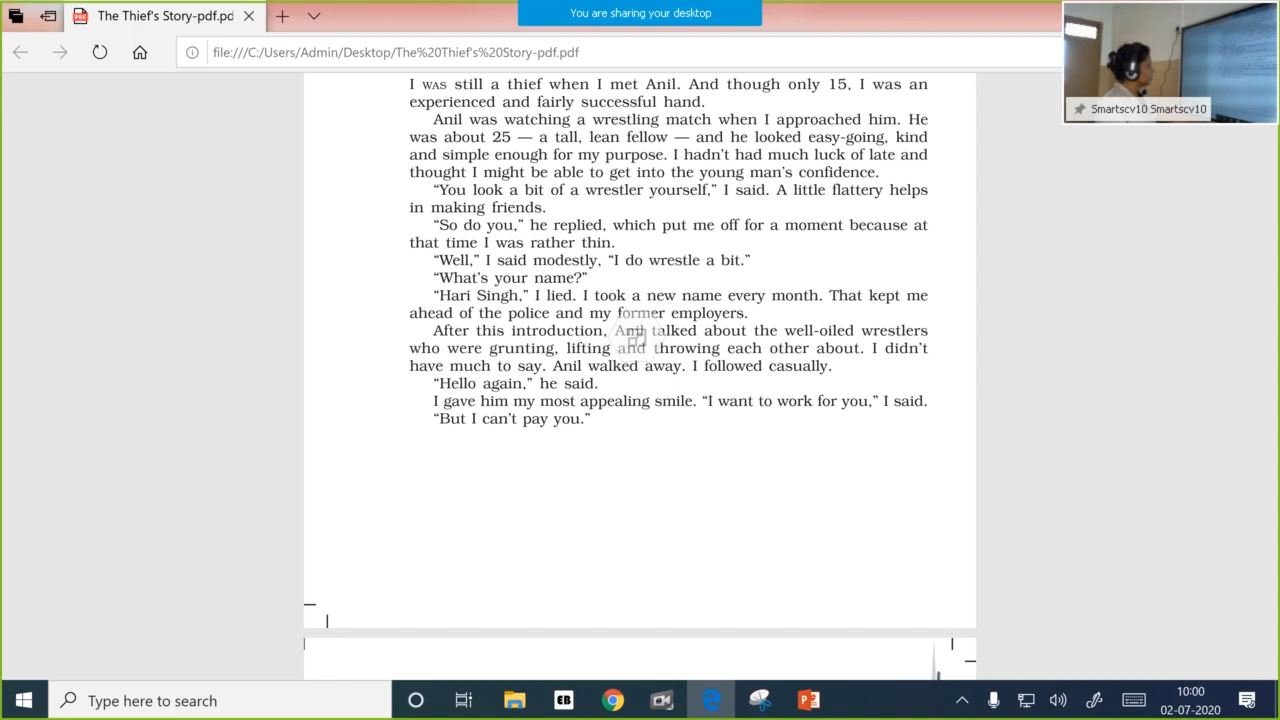 The Thief's Story-pdf.pd
You are sharing your desktop
file:///C:/Users/Admin/Desktop/The%20Thief's%20Story-pdf.pdf
Smartscv10 Smartscv10
I WAS still a thief when I met Anil. And though only 15, I was an
experienced and fairly successful hand.
Anil was watching a wrestling match when I approached him. He
was about 25 — a tall, lean fellow — and he looked easy-going, kind
and simple enough for my purpose. I hadn't had much luck of late and
thought I might be able to get into the young man's confidence.
“You look a bit of a wrestler yourself,” I said. A little flattery helps
in making friends.
“So do you,” he replied, which put me off for a moment because at
that time I was rather thin.
“Well,” I said modestly, “I do wrestle a bit.”
“What's your name?”
“Hari Singh,” I lied. I took a new name every month. That kept me
ahead of the police and my former employers.
After this introduction, Anil talked about the well-oiled wrestlers
who were grunting, lifting and throwing each other about. I didn't
have much to say. Anil walked away. I followed casually.
“Hello again,” he said.
I gave him my most appealing smile. “I want to work for you,” I said.
“But I can't pay you.”
Type here to search
EB
10:00
02-07-2020